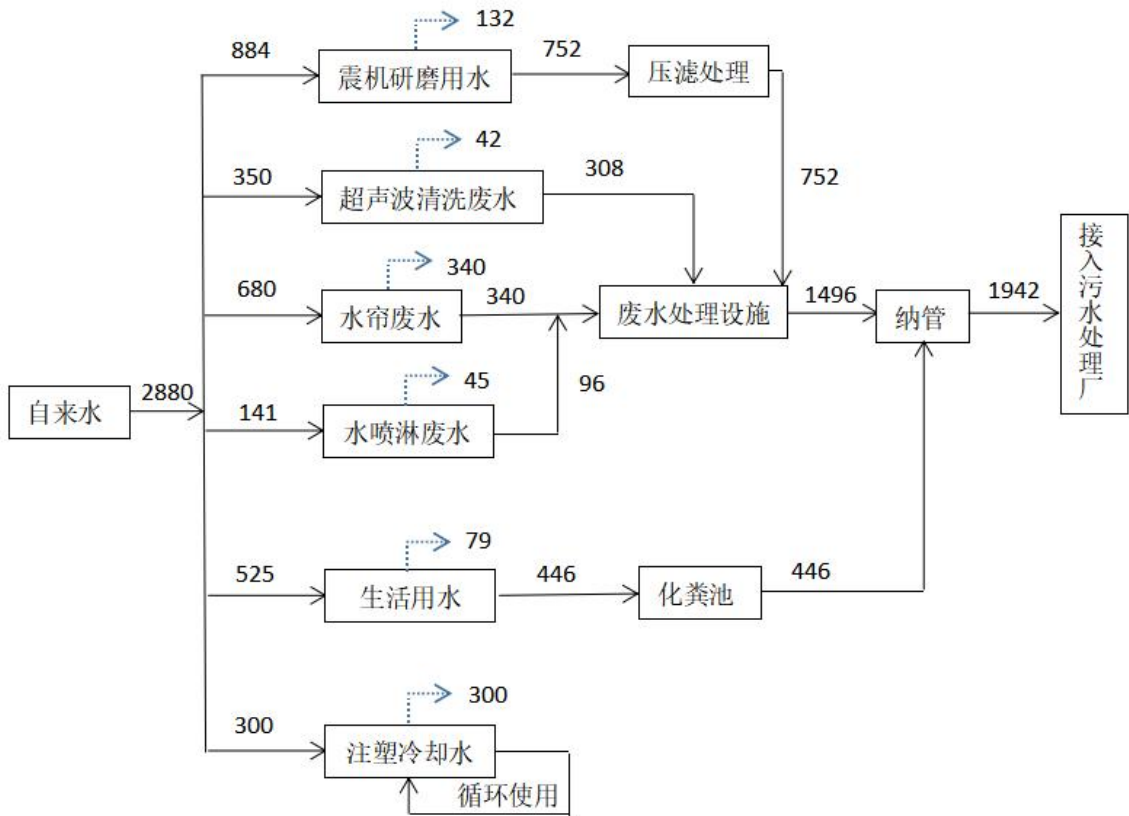 132
884
震机研磨用水
752
压滤处理
752
42
350
超声波清洗废水
308
340
680
水帘废水
340
废水处理设施
1496
纳管
1942
接入污水处理厂
自来水
2880
45
141
水喷淋废水
96
79
525
生活用水
446
化粪池
446
300
300
注塑冷却水
循环使用